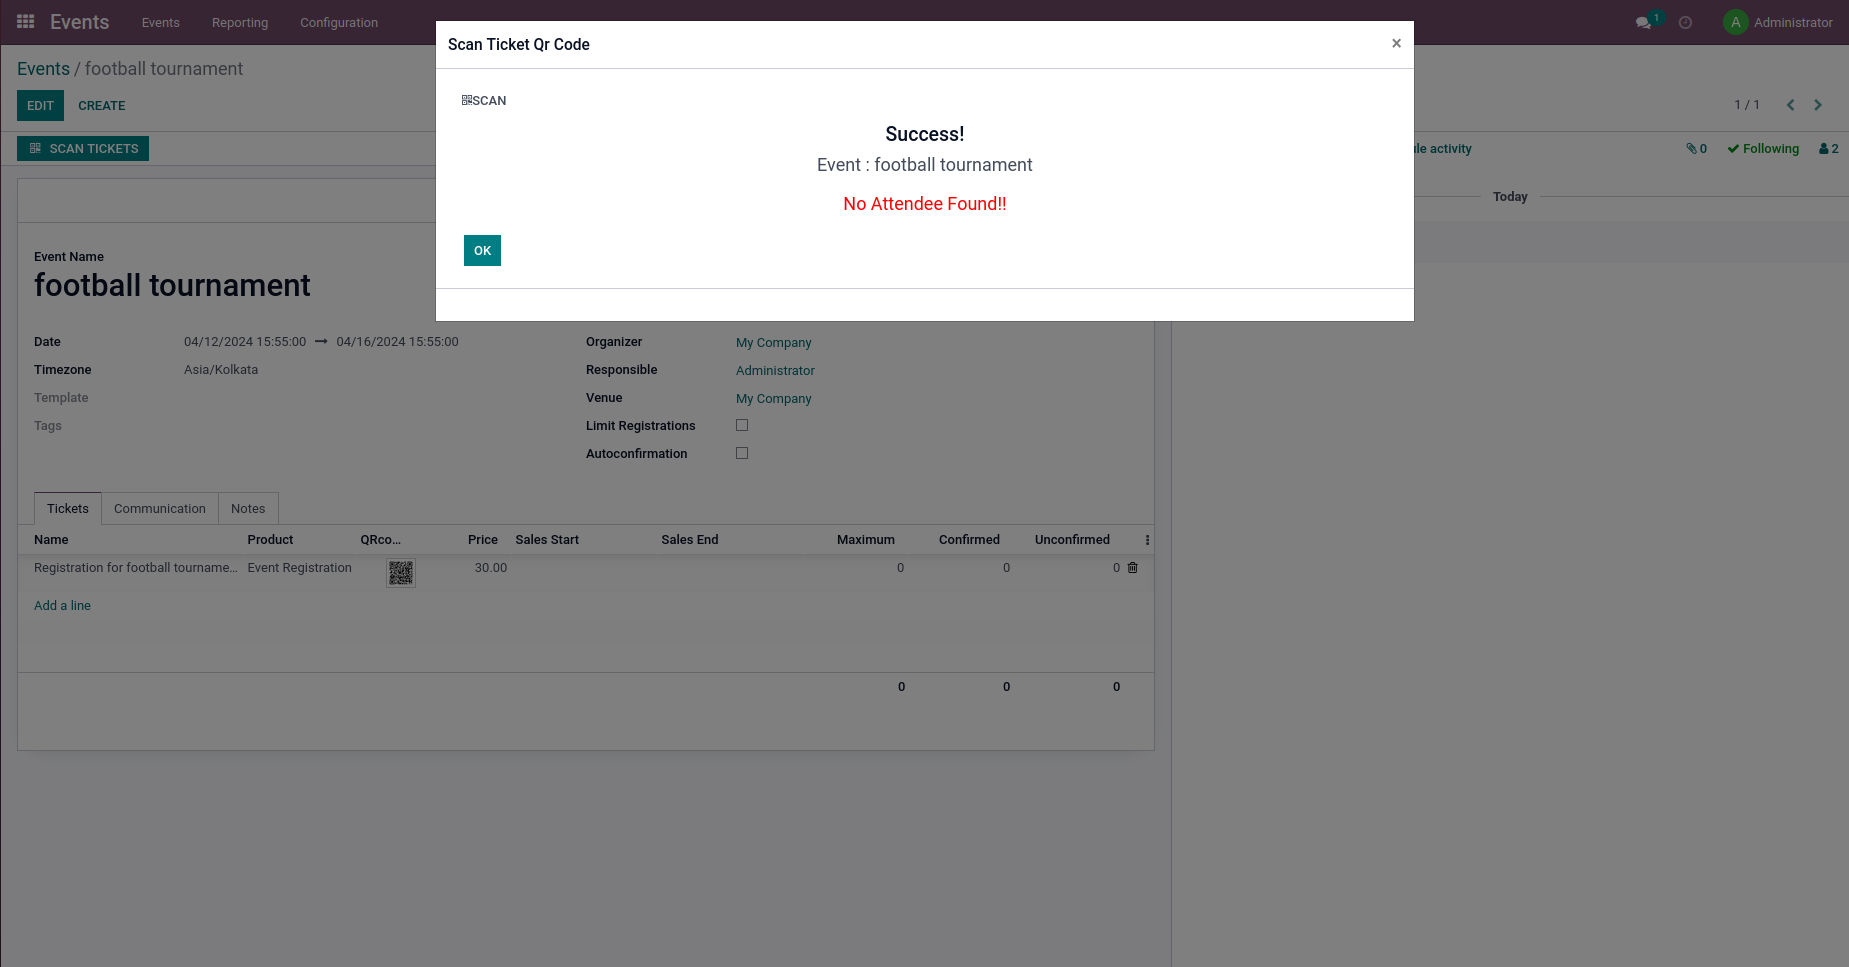 Events Events Reporting Configuration 1 A Administrator
Scan Ticket Qr Code ×
Events / football tournament
SCAN
EDIT CREATE 1 / 1
Success!
SCAN TICKETS activity 0 Following 2
Event : football tournament
Today
No Attendee Found!!
OK
Event Name
football tournament
Date 04/12/2024 15:55:00 → 04/16/2024 15:55:00 Organizer My Company
Timezone Asia/Kolkata Responsible Administrator
Template Venue My Company
Tags Limit Registrations
Autoconfirmation
Tickets Communication Notes
Name Product QRco... Price Sales Start Sales End Maximum Confirmed Unconfirmed
Registration for football tourname... Event Registration 30.00 0 0 0
Add a line
0 0 0